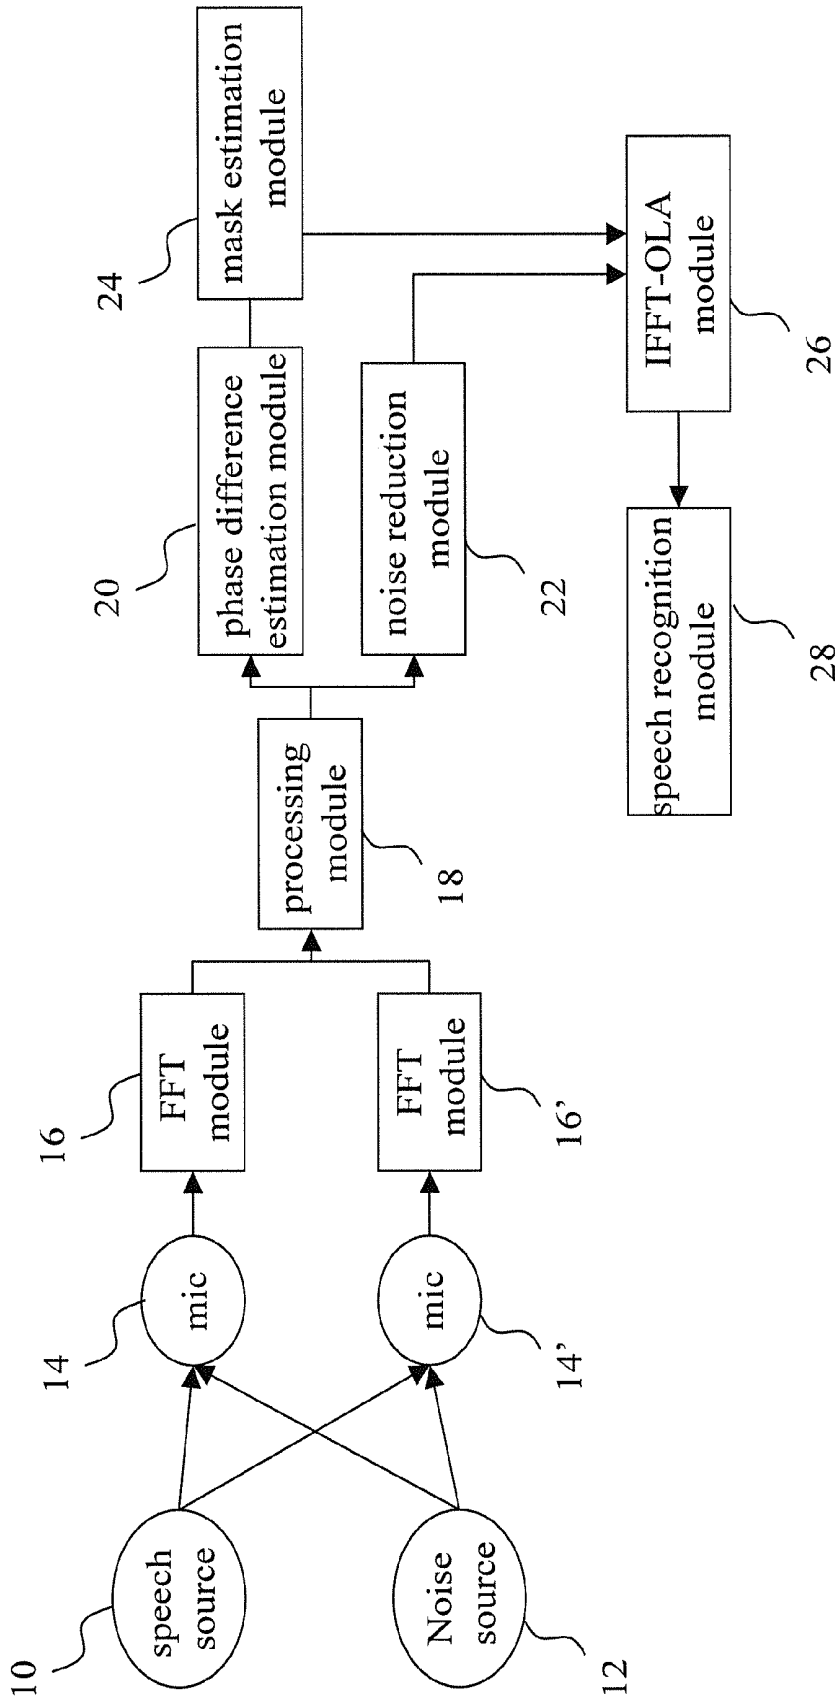 10
speech
source
12
Noise
source
14
mic
14’
mic
16
FFT
module
16’
FFT
module
18
processing
module
20
phase difference
estimation module
22
noise reduction
module
24
mask estimation
module
26
IFFT-OLA
module
28
speech recognition
module